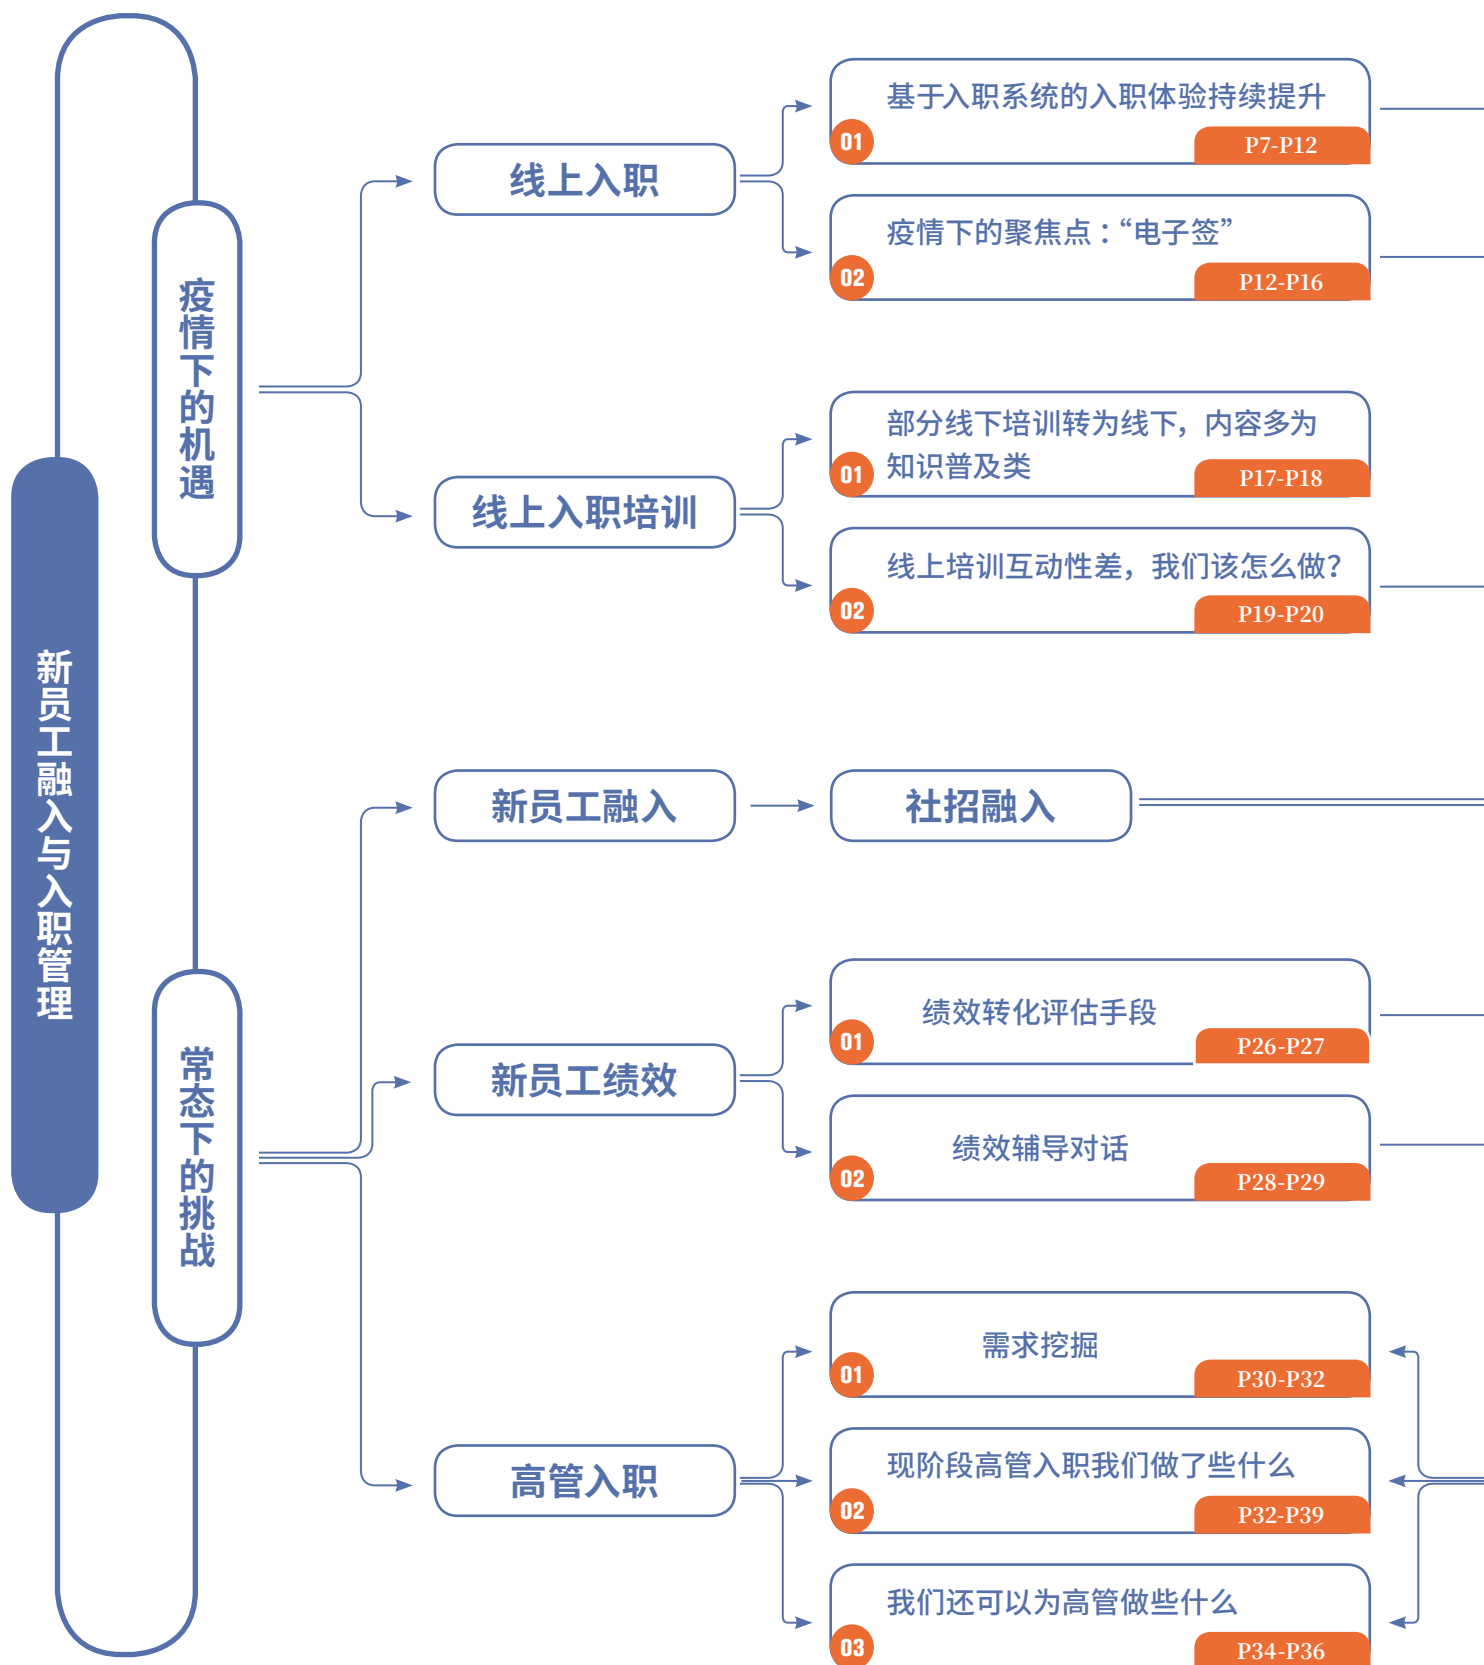 新员工融入与入职管理
疫情下的机遇
线上入职
基于入职系统的入职体验持续提升
01
P7-P12
疫情下的聚焦点：“电子签”
02
P12-P16
线上入职培训
部分线下培训转为线下，内容多为
知识普及类
01
P17-P18
线上培训互动性差，我们该怎么做？
02
P19-P20
常态下的挑战
新员工融入
社招融入
新员工绩效
绩效转化评估手段
01
P26-P27
绩效辅导对话
02
P28-P29
高管入职
需求挖掘
01
P30-P32
现阶段高管入职我们做了些什么
02
P32-P39
我们还可以为高管做些什么
03
P34-P36